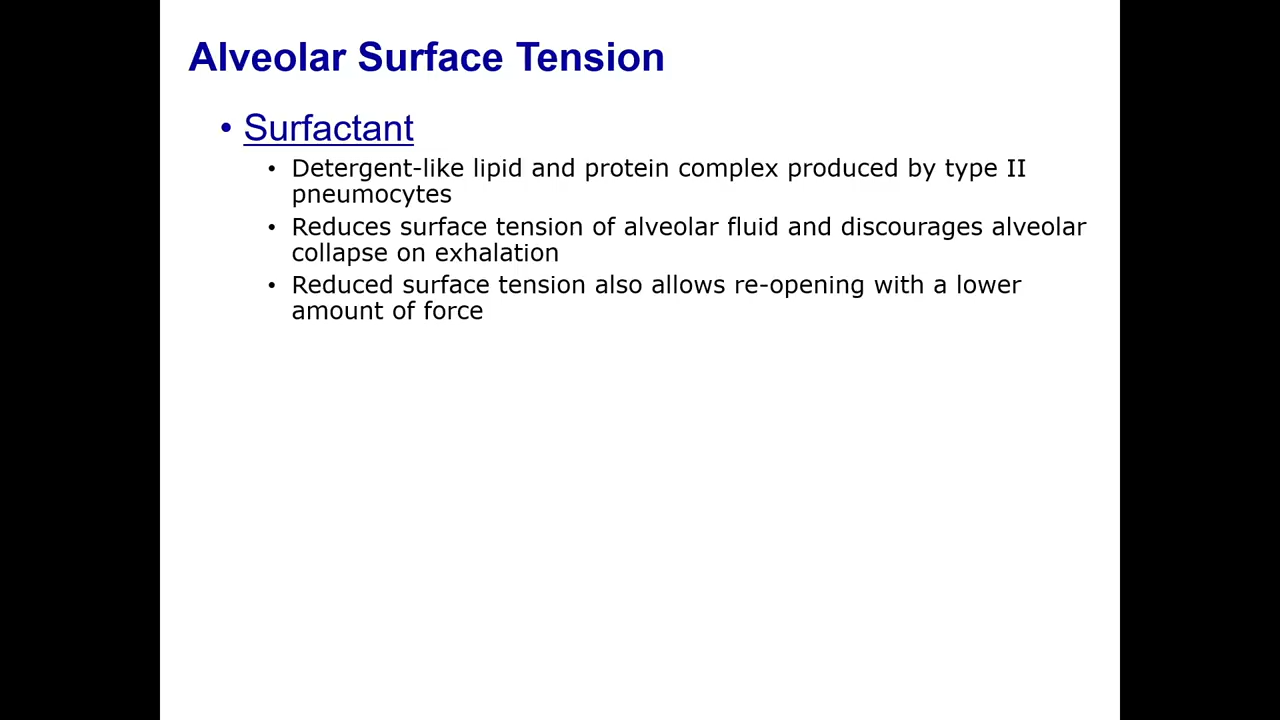 Alveolar Surface Tension
• Surfactant
• Detergent-like lipid and protein complex produced by type II
pneumocytes
• Reduces surface tension of alveolar fluid and discourages alveolar
collapse on exhalation
• Reduced surface tension also allows re-opening with a lower
amount of force